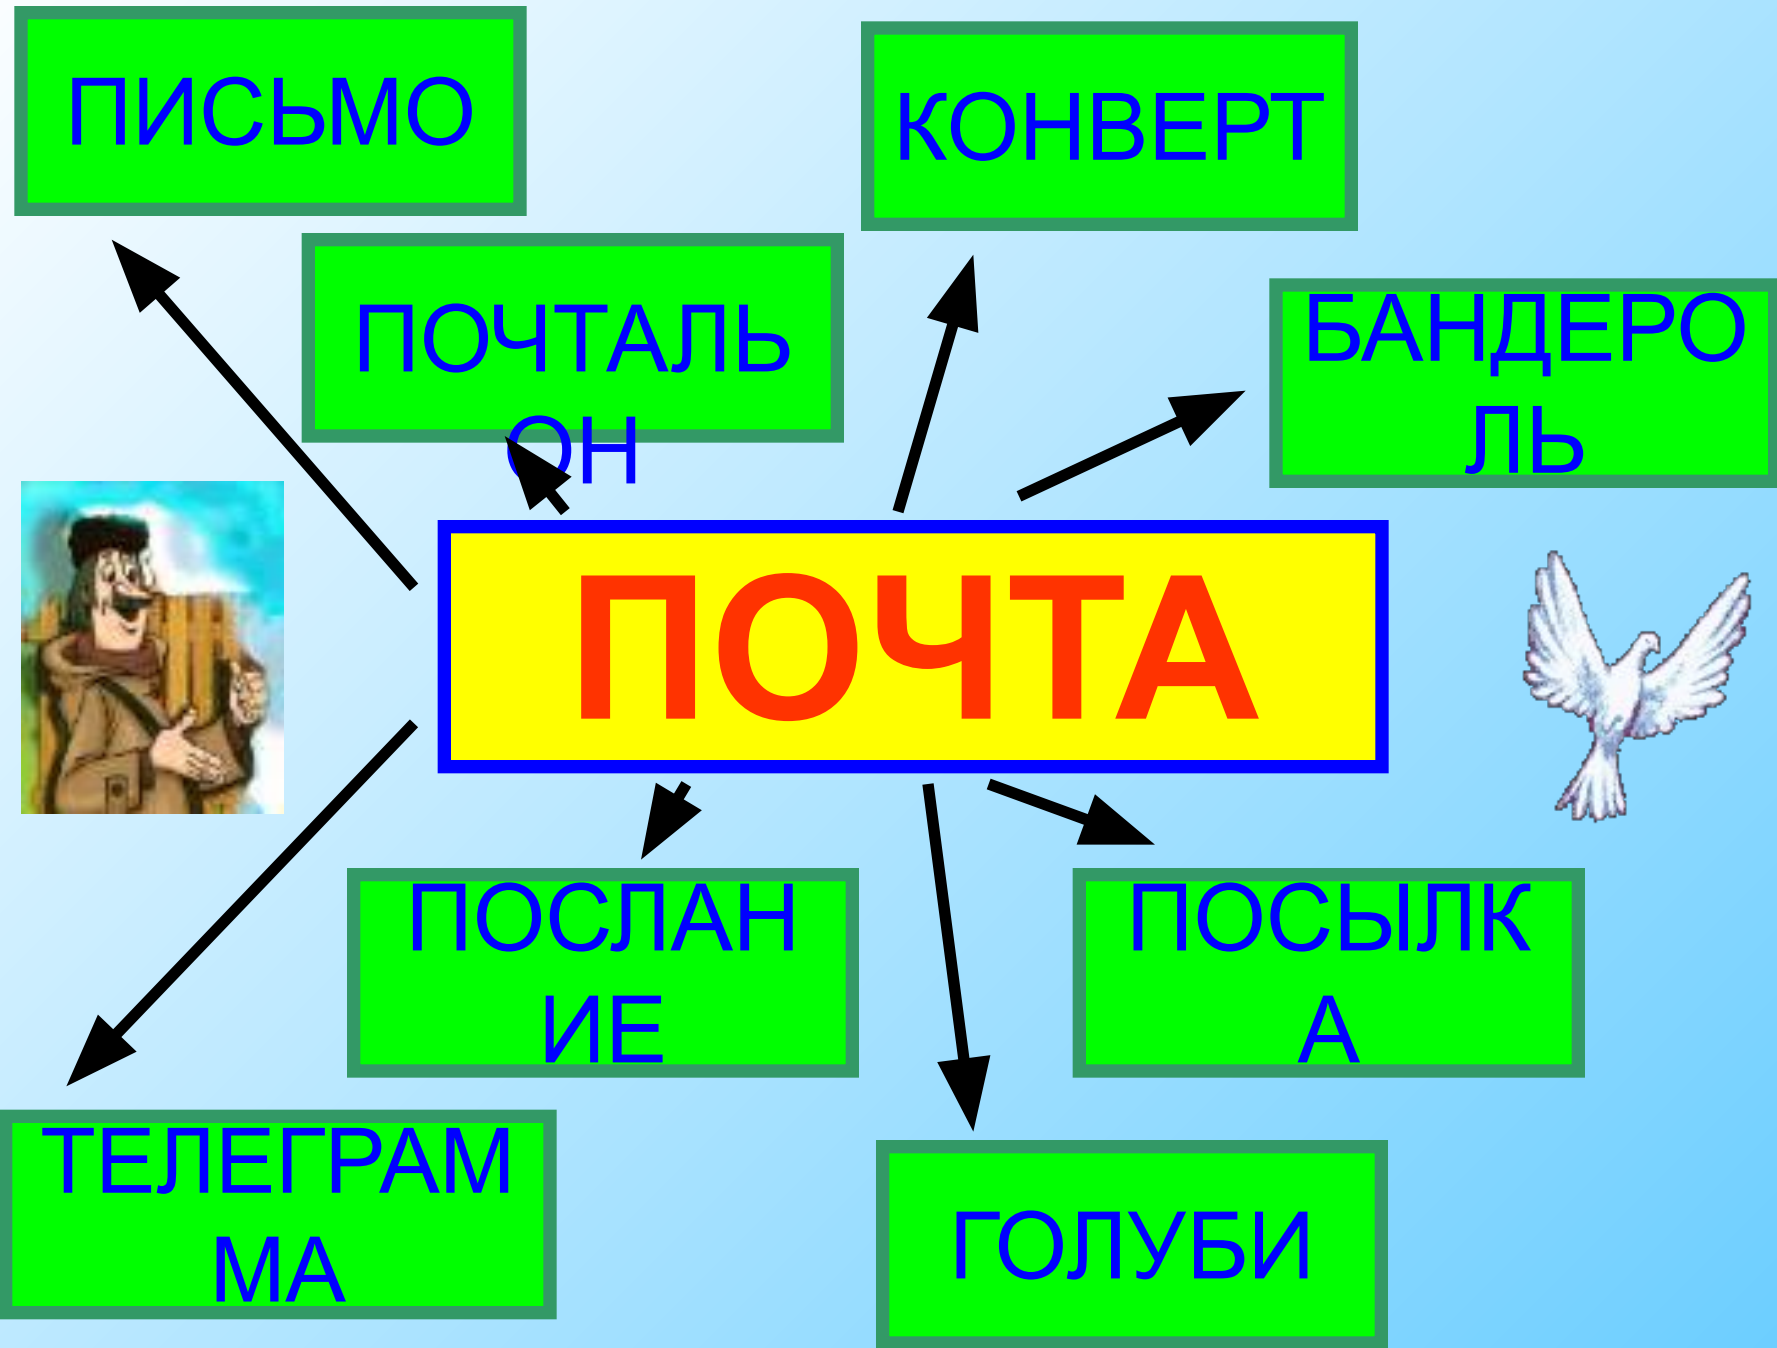 ПИСЬМО
КОНВЕРТ
ПОЧТАЛЬ
ОН
БАНДЕРО
ЛЬ
ПОЧТА
ПОСЛАН
ИЕ
ПОСЫЛК
А
ТЕЛЕГРАМ
МА
ГОЛУБИ